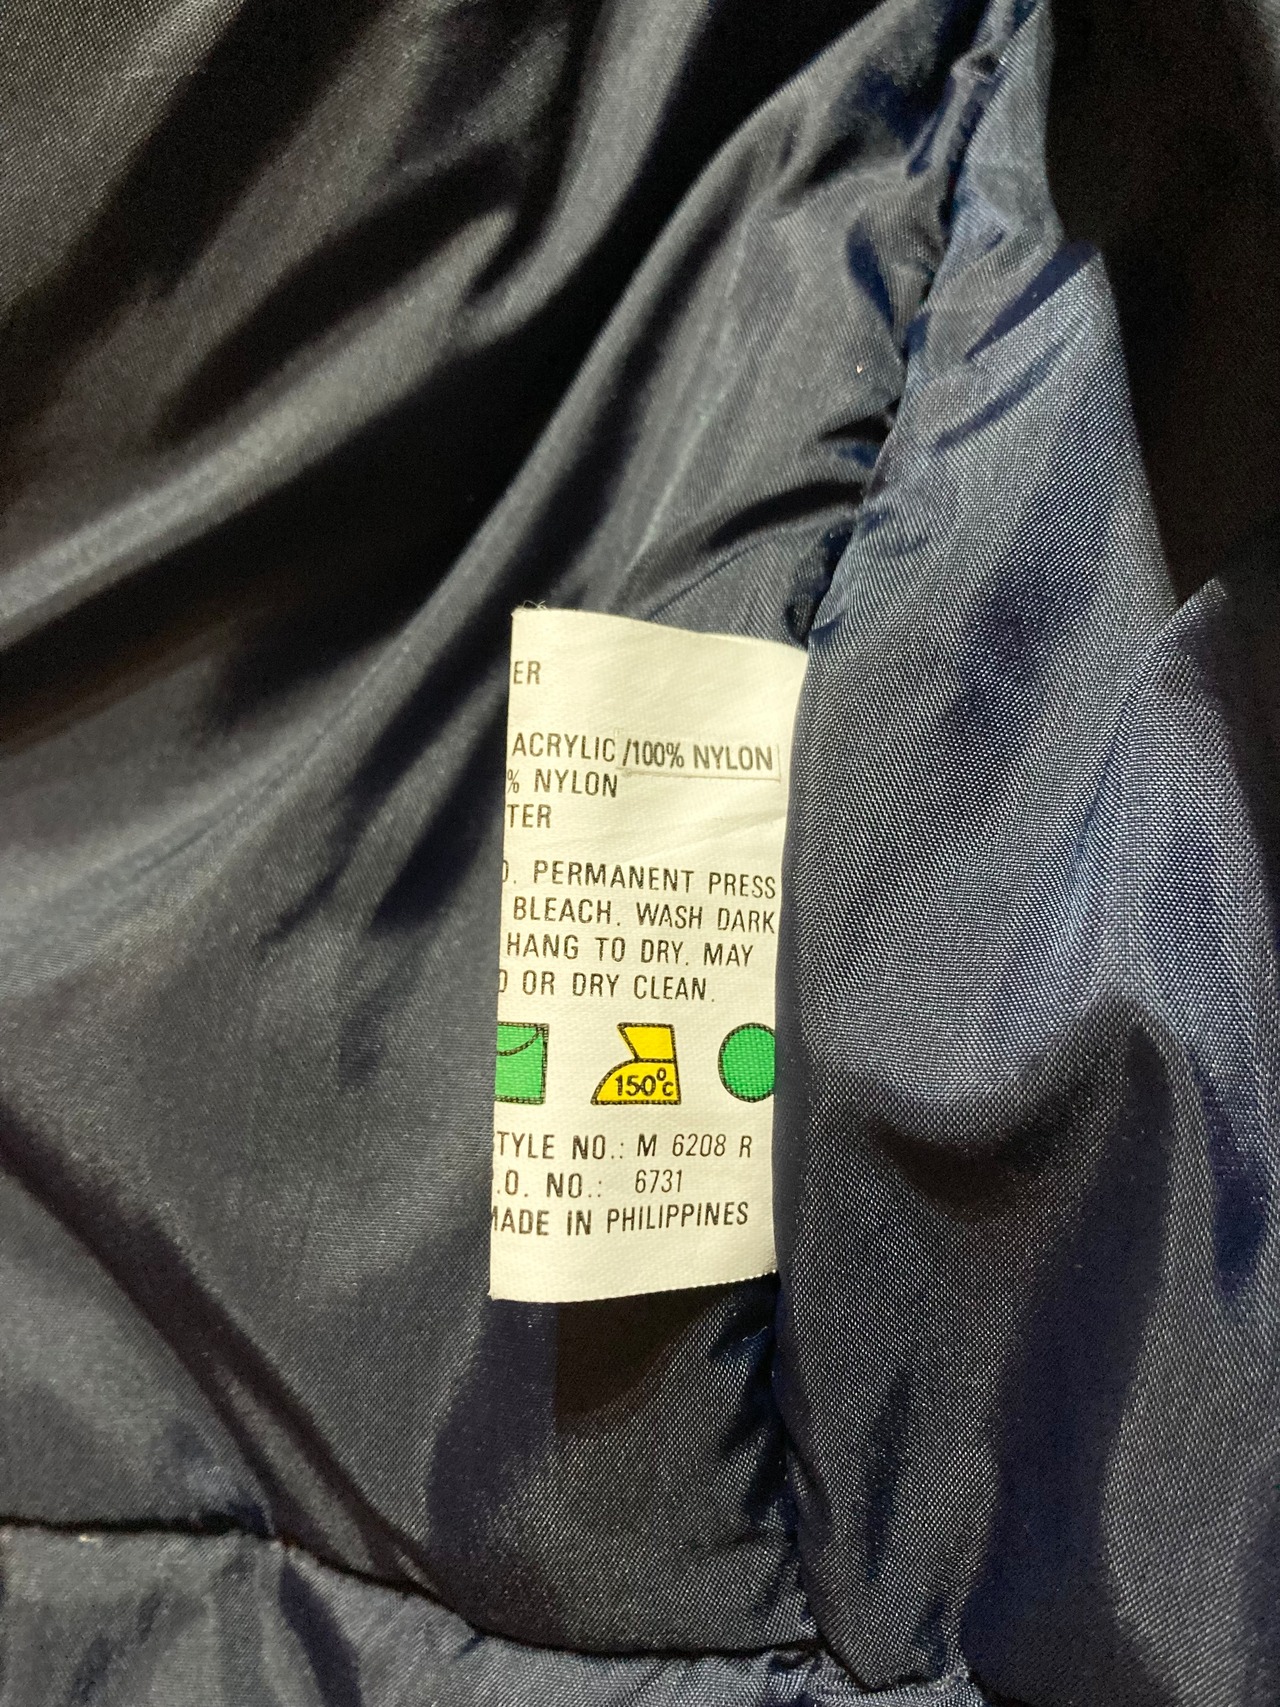 ER
ACRYLIC /100% NYLON
% NYLON
TER
. PERMANENT PRESS
BLEACH. WASH DARK
HANG TO DRY. MAY
OR DRY CLEAN.
150°C
TYLE NO.: M 6208 R
.O. NO.: 6731
MADE IN PHILIPPINES